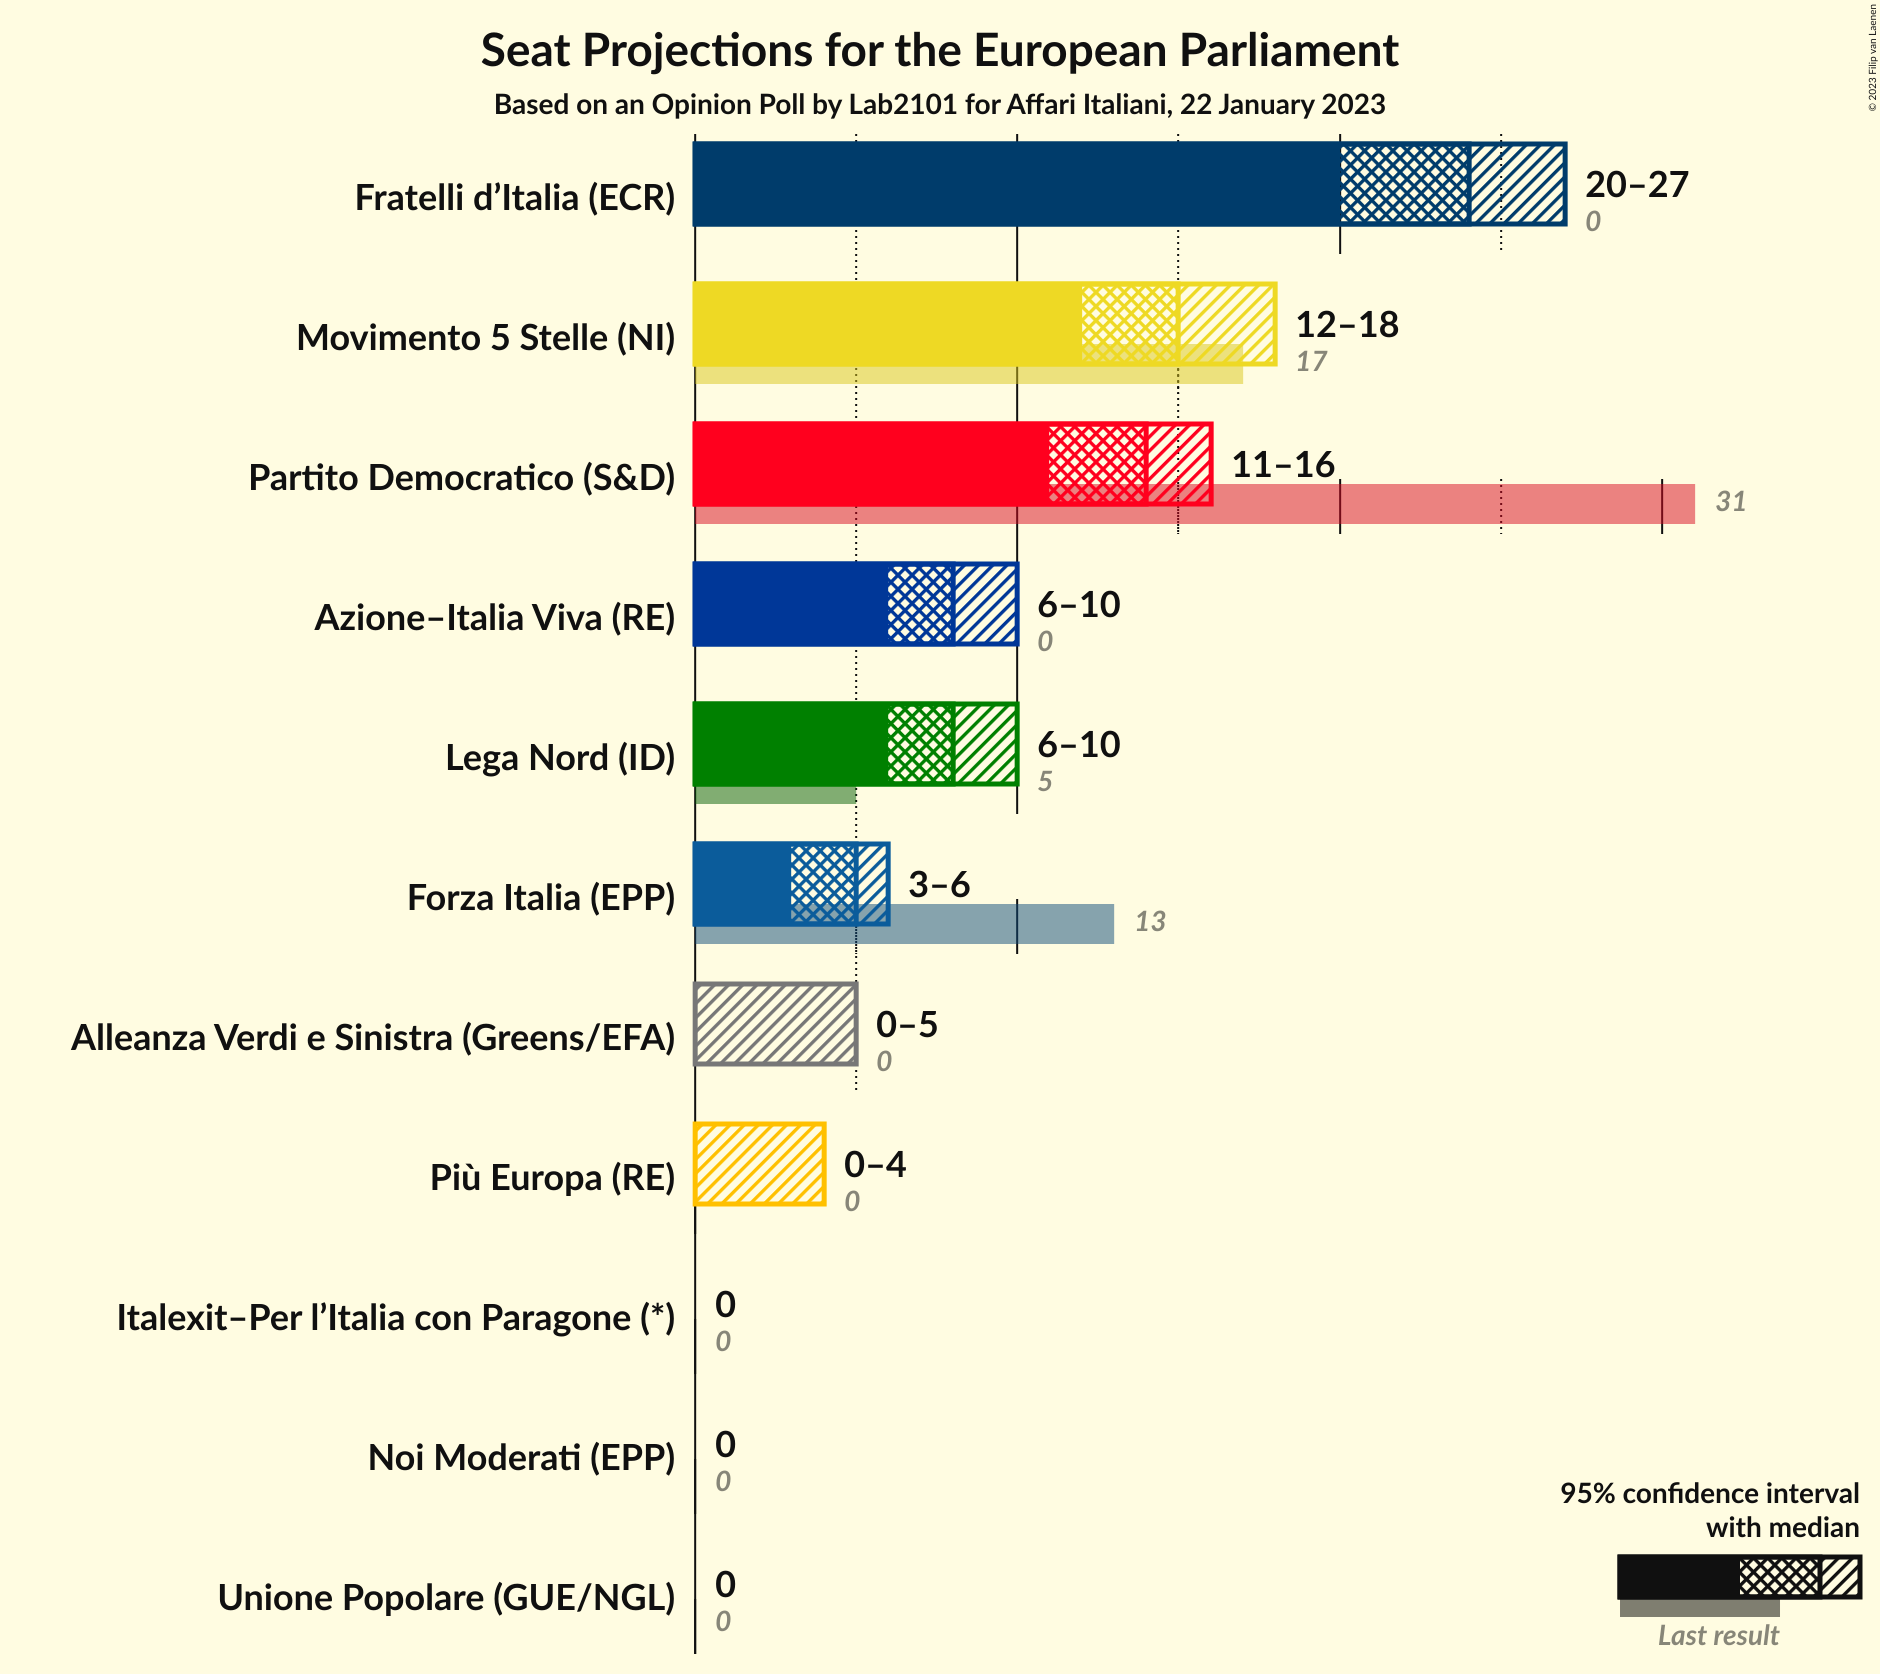 Seat Projections for the European Parliament
Based on an Opinion Poll by Lab2101 for Affari Italiani, 22 January 2023
© 2023 Filip van Laenen
Fratelli d’Italia (ECR)
20–27
0
Movimento 5 Stelle (NI)
12–18
17
Partito Democratico (S&D)
11–16
31
Azione–Italia Viva (RE)
6–10
0
Lega Nord (ID)
6–10
5
Forza Italia (EPP)
3–6
13
Alleanza Verdi e Sinistra (Greens/EFA)
0–5
0
Più Europa (RE)
0–4
0
Italexit–Per l’Italia con Paragone (*)
0
0
Noi Moderati (EPP)
0
0
Unione Popolare (GUE/NGL)
0
0
95% confidence interval
with median
Last result